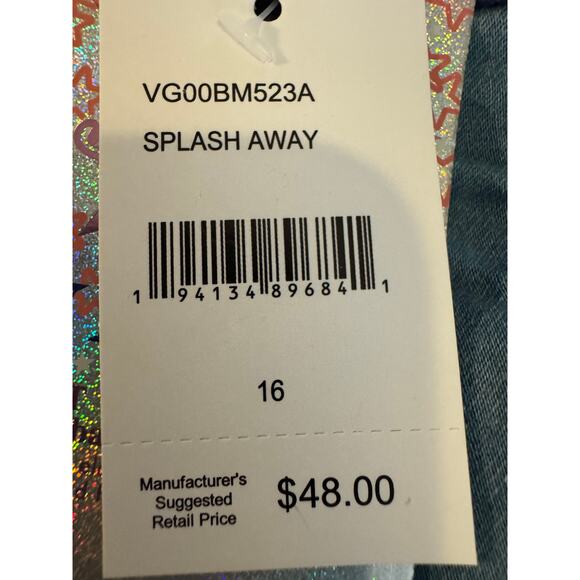 VG00BM523A
SPLASH AWAY
1 94134 89684 1
16
Manufacturer's
Suggested
Retail Price
$48.00